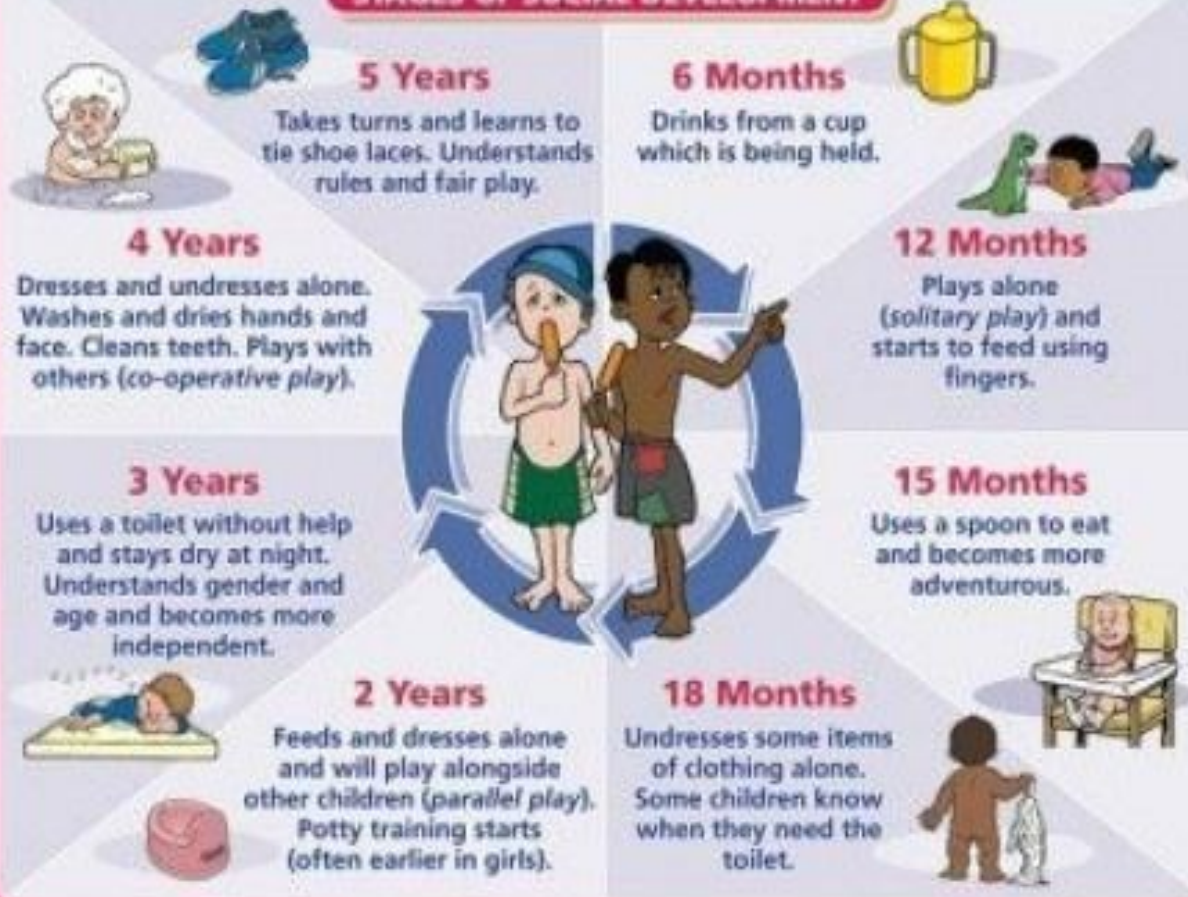 STAGES OF SOCIAL DEVELOPMENT
5 Years
Takes turns and learns to
tie shoe laces. Understands
rules and fair play.
6 Months
Drinks from a cup
which is being held.
4 Years
Dresses and undresses alone.
Washes and dries hands and
face. Cleans teeth. Plays with
others (co-operative play).
12 Months
Plays alone
(solitary play) and
starts to feed using
fingers.
3 Years
Uses a toilet without help
and stays dry at night.
Understands gender and
age and becomes more
independent.
15 Months
Uses a spoon to eat
and becomes more
adventurous.
2 Years
Feeds and dresses alone
and will play alongside
other children (parallel play).
Potty training starts
(often earlier in girls).
18 Months
Undresses some items
of clothing alone.
Some children know
when they need the
toilet.